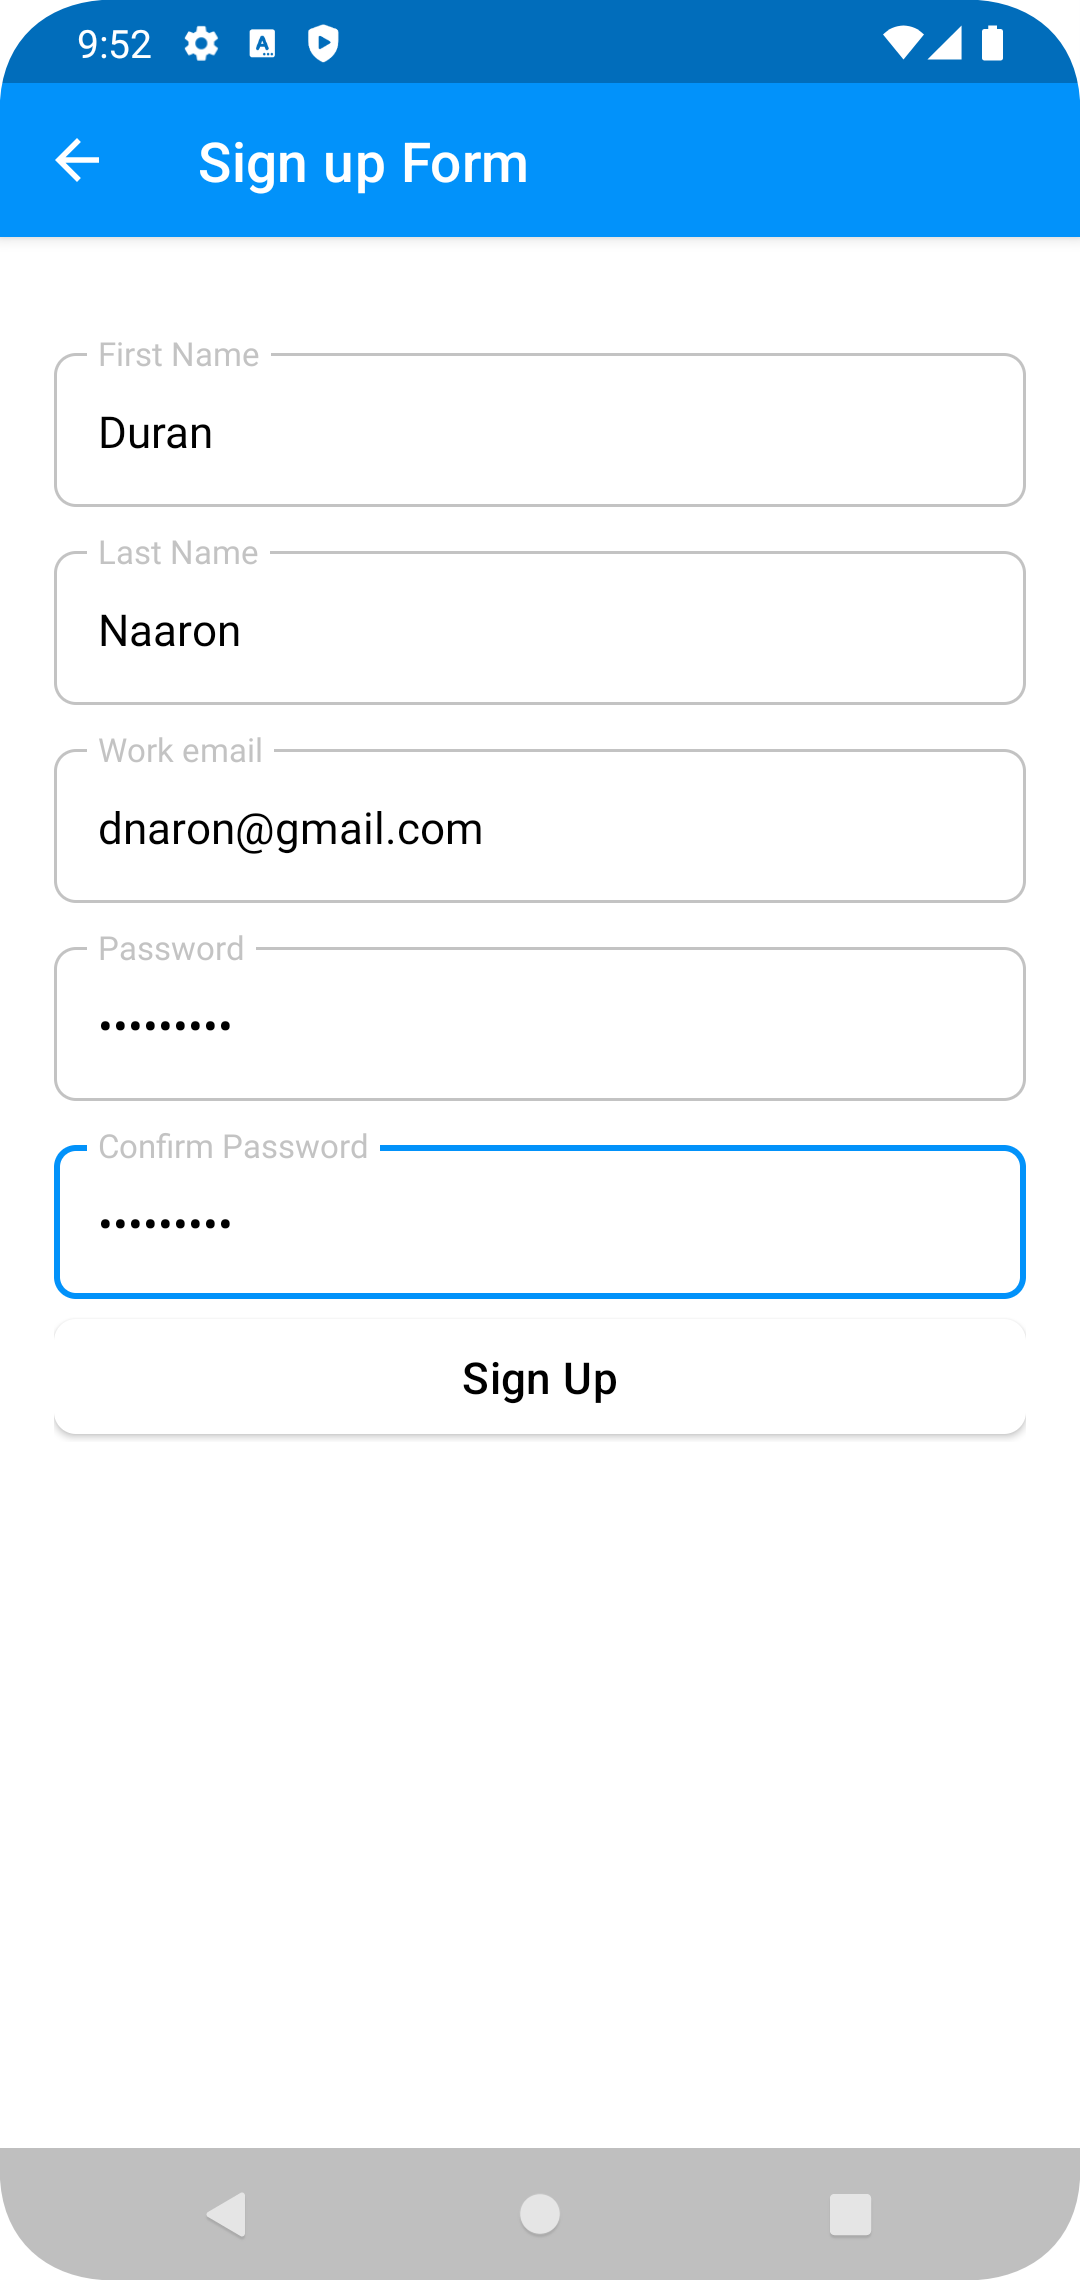 9:52
Sign up Form
First Name
Duran
Last Name
Naaron
Work email
dnaron@gmail.com
Password
•••••••••
Confirm Password
•••••••••
Sign Up